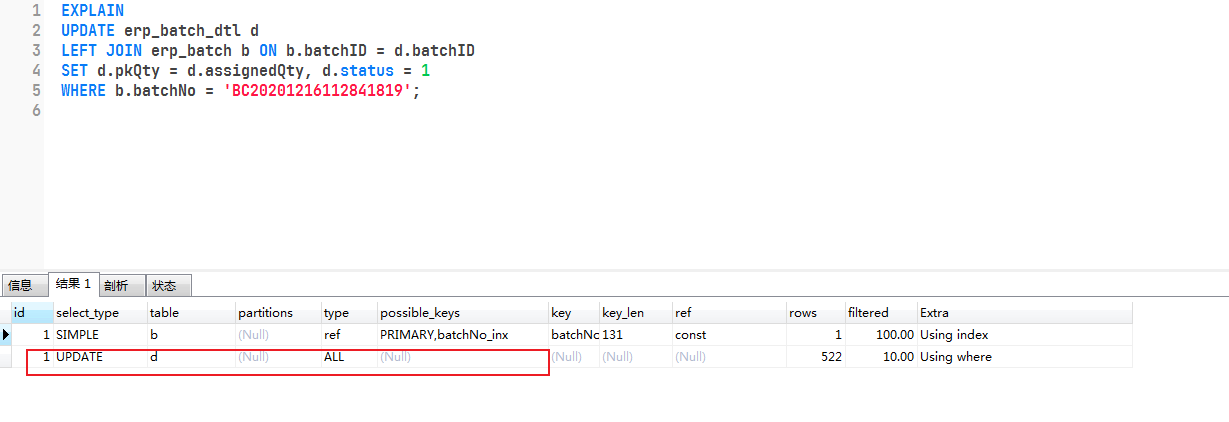 1 EXPLAIN
2 UPDATE erp_batch_dtl d
3 LEFT JOIN erp_batch b ON b.batchID = d.batchID
4 SET d.pkQty = d.assignedQty, d.status = 1
5 WHERE b.batchNo = 'BC20201216112841819';
6
信息 结果 1 剖析 状态
id select_type table partitions type possible_keys key key_len ref rows filtered Extra
1 SIMPLE b (Null) ref PRIMARY,batchNo_inx batchNo 131 const 1 100.00 Using index
1 UPDATE d (Null) ALL (Null) (Null) (Null) (Null) 522 10.00 Using where